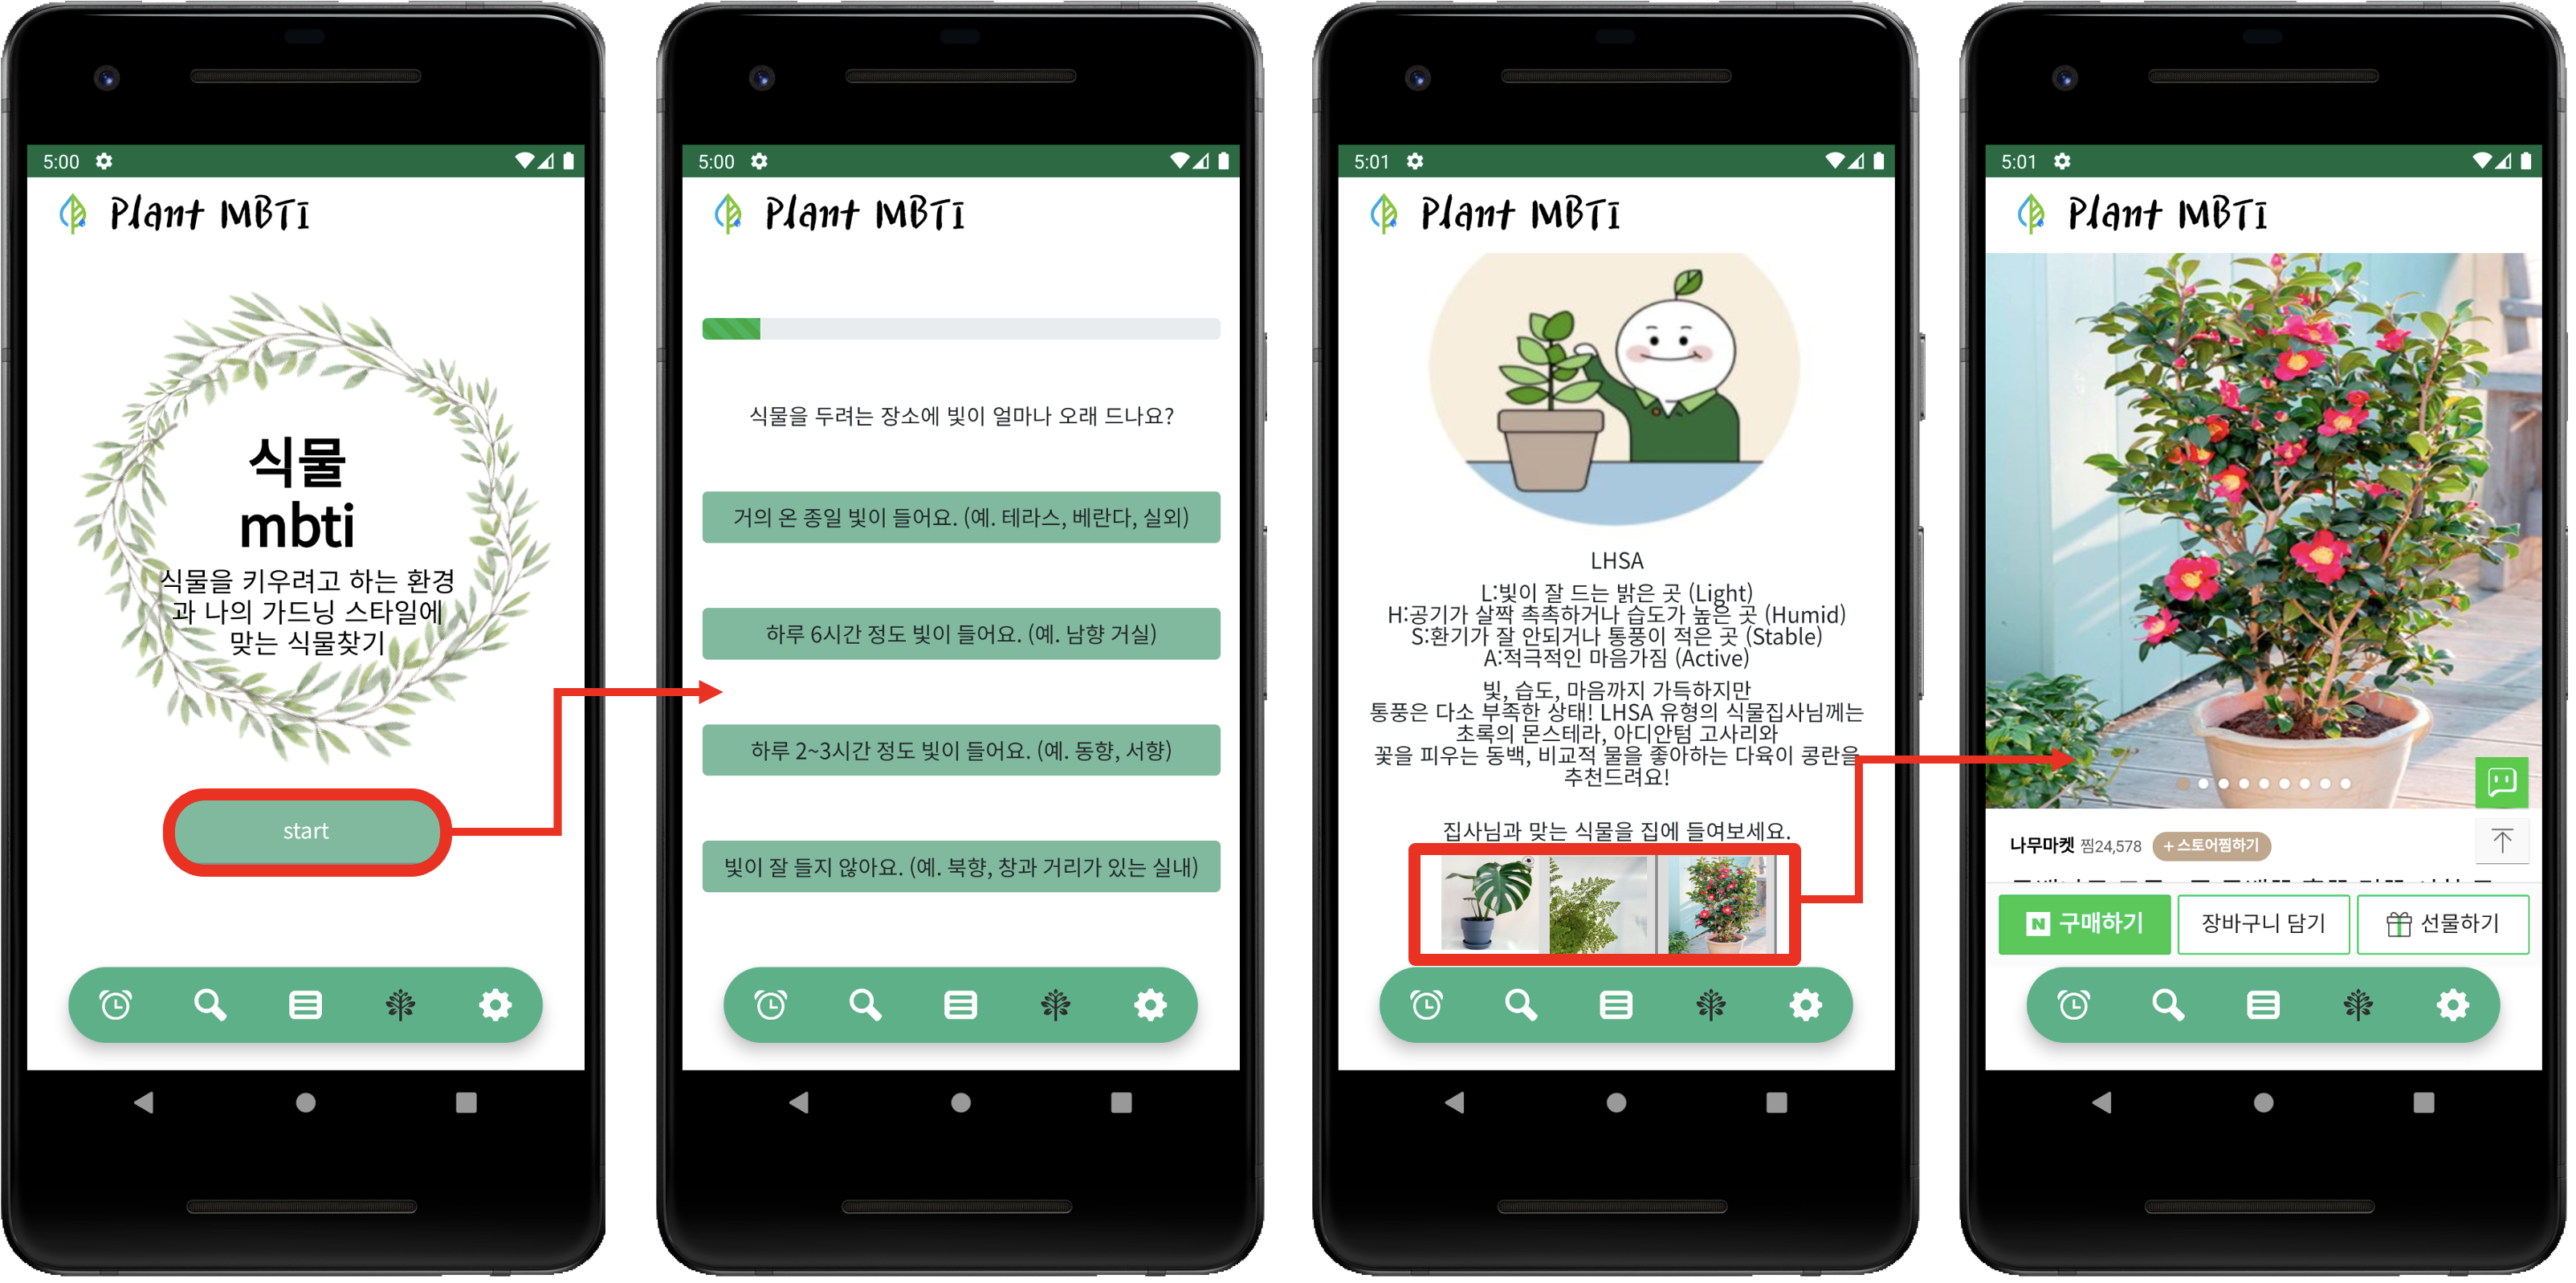 5:00
Plant MBTI
식물
mbti
식물을 키우려고 하는 환경
과 나의 가드닝 스타일에
맞는 식물찾기
start
5:00
Plant MBTI
식물을 두려는 장소에 빛이 얼마나 오래 드나요?
거의 온 종일 빛이 들어요. (예. 테라스, 베란다, 실외)
하루 6시간 정도 빛이 들어요. (예. 남향 거실)
하루 2~3시간 정도 빛이 들어요. (예. 동향, 서향)
빛이 잘 들지 않아요. (예. 북향, 창과 거리가 있는 실내)
5:01
Plant MBTI
LHSA
L:빛이 잘 드는 밝은 곳 (Light)
H:공기가 살짝 촉촉하거나 습도가 높은 곳 (Humid)
S:환기가 잘 안되거나 통풍이 적은 곳 (Stable)
A:적극적인 마음가짐 (Active)
빛, 습도, 마음까지 가득하지만
통풍은 다소 부족한 상태! LHSA 유형의 식물집사님께는
초록의 몬스테라, 아디안텀 고사리와
꽃을 피우는 동백, 비교적 물을 좋아하는 다육이 콩란을
추천드려요!
집사님과 맞는 식물을 집에 들여보세요.
5:01
Plant MBTI
나무마켓 찜24,578 + 스토어찜하기
N 구매하기
장바구니 담기
선물하기